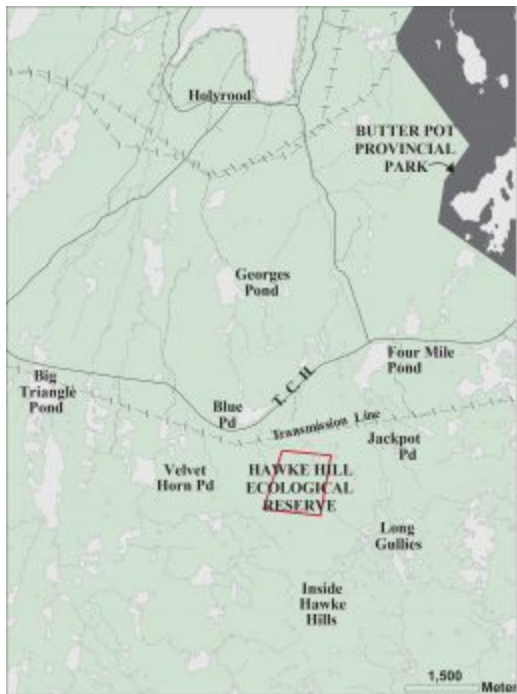 Holyrood
BUTTER POT
PROVINCIAL
PARK
Georges
Pond
Four Mile
Pond
Big
Triangle
Pond
T. C. H.
Blue
Pd
Transmission Line
Jackpot
Pd
Velvet
Horn Pd
HAWKE HILL
ECOLOGICAL
RESERVE
Long
Gullies
Inside
Hawke
Hills
1,500
Meter